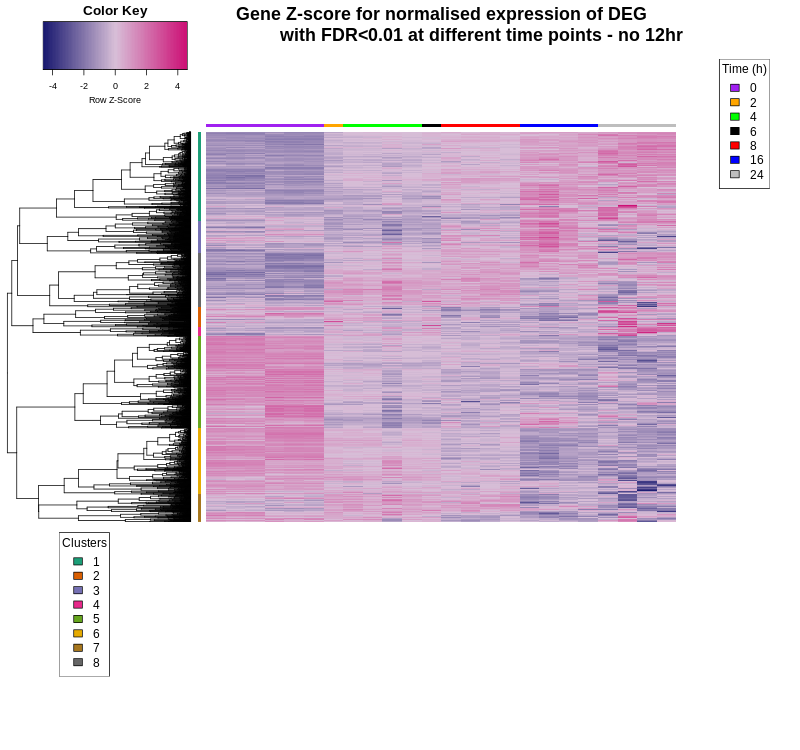 Gene Z-score for normalised expression of DEG
with FDR<0.01 at different time points - no 12hr
Color Key
-4 -2 0 2 4
Row Z-Score
Time (h)
0
2
4
6
8
16
24
Clusters
1
2
3
4
5
6
7
8